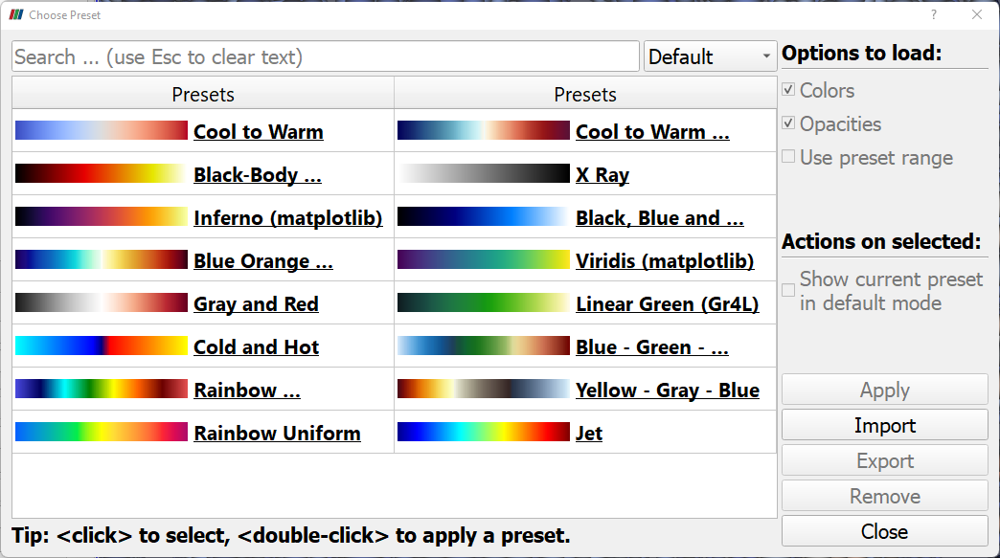 Choose Preset
?
Search ... (use Esc to clear text)
Default
Presets
Presets
Cool to Warm
Cool to Warm ...
Black-Body ...
X Ray
Inferno (matplotlib)
Black, Blue and ...
Blue Orange ...
Viridis (matplotlib)
Gray and Red
Linear Green (Gr4L)
Cold and Hot
Blue - Green - ...
Rainbow ...
Yellow - Gray - Blue
Rainbow Uniform
Jet
Tip: <click> to select, <double-click> to apply a preset.
Options to load:
Colors
Opacities
Use preset range
Actions on selected:
Show current preset
in default mode
Apply
Import
Export
Remove
Close